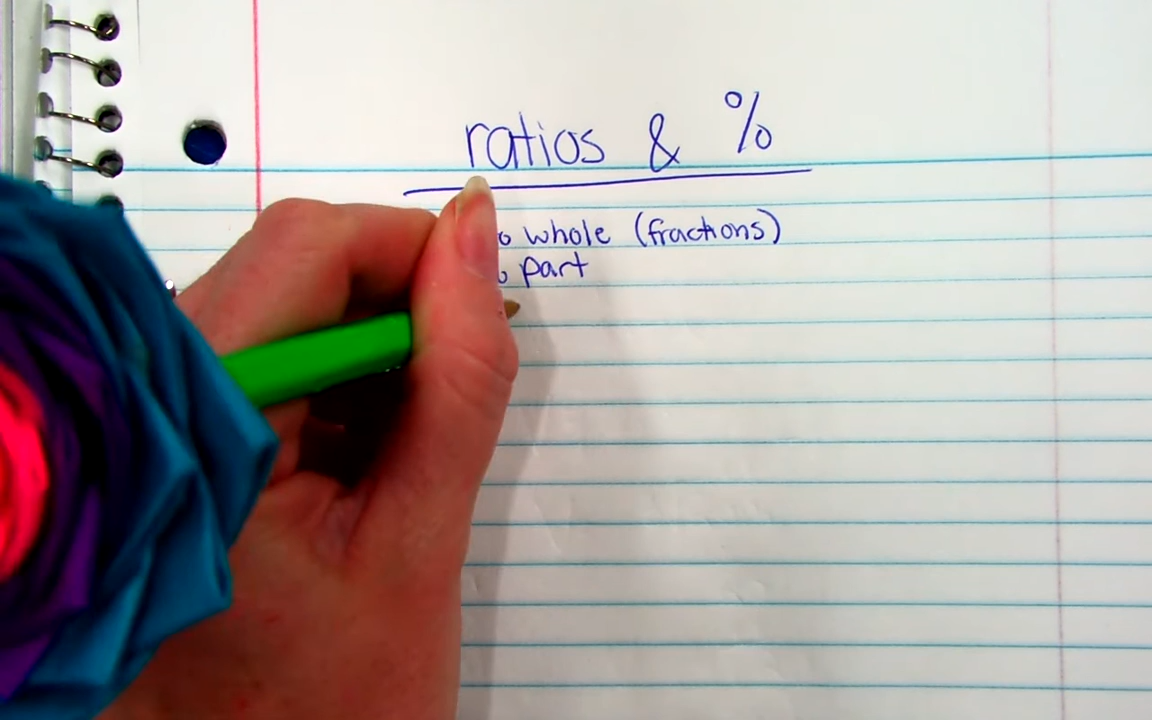 ratios & %
o whole (fractions)
o part